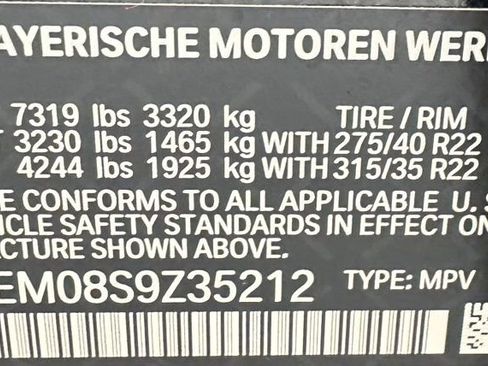 AYERISCHE MOTOREN WER
7319 lbs 3320 kg TIRE / RIM
3230 lbs 1465 kg WITH 275/40 R22
4244 lbs 1925 kg WITH 315/35 R22
E CONFORMS TO ALL APPLICABLE U. S
ICLE SAFETY STANDARDS IN EFFECT ON
ACTURE SHOWN ABOVE.
EM08S9Z35212 TYPE: MPV